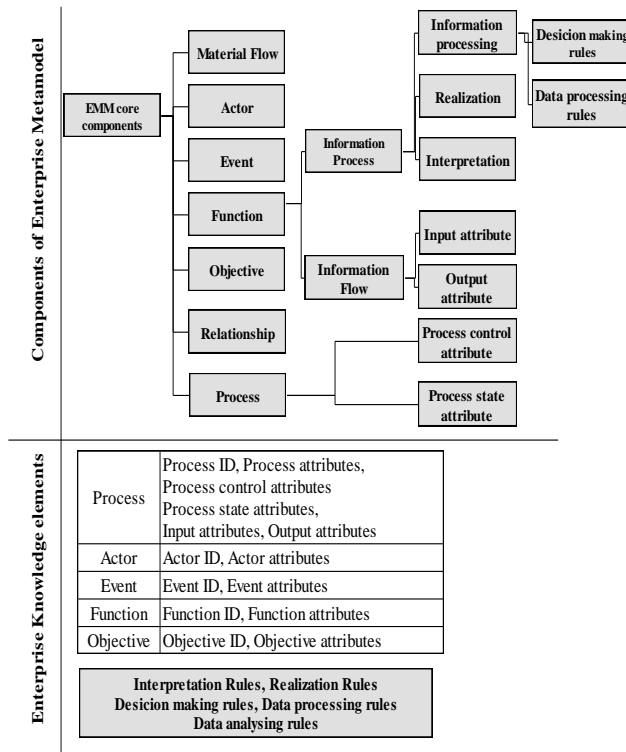 Components of Enterprise Metamodel
EMM core
components
Material Flow
Actor
Event
Function
Objective
Relationship
Process
Information
Process
Information
Flow
Information
processing
Realization
Interpretation
Input attribute
Output
attribute
Process control
attribute
Process state
attribute
Desicion making
rules
Data processing
rules
Enterprise Knowledge elements
Process
Process ID, Process attributes,
Process control attributes
Process state attributes,
Input attributes, Output attributes
Actor
Actor ID, Actor attributes
Event
Event ID, Event attributes
Function
Function ID, Function attributes
Objective
Objective ID, Objective attributes
Interpretation Rules, Realization Rules
Desicion making rules, Data processing rules
Data analysing rules